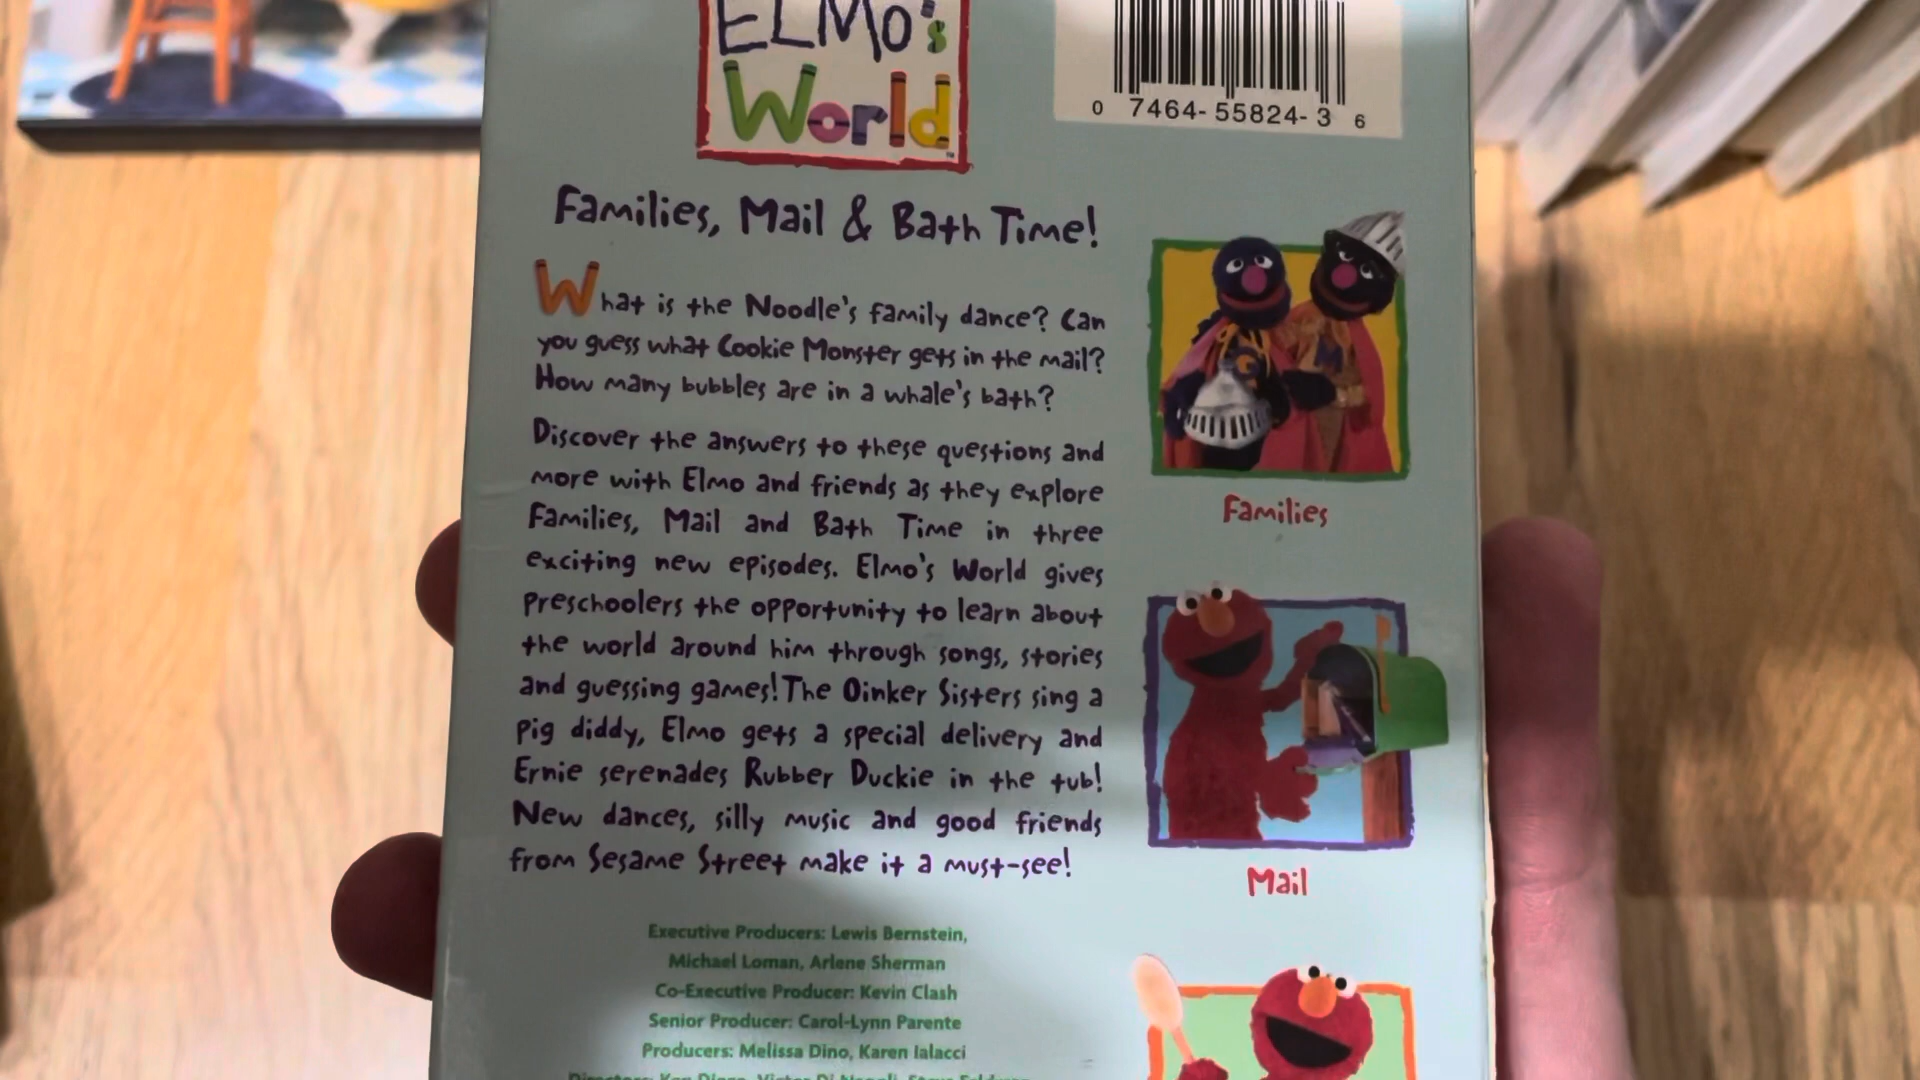 ELMo's
World
0 7464-55824-3 6
Families, Mail & Bath Time!
What is the Noodle's family dance? Can
you guess what Cookie Monster gets in the mail?
How many bubbles are in a whale's bath?
Discover the answers to these questions and
more with Elmo and friends as they explore
Families, Mail and Bath Time in three
exciting new episodes. Elmo's World gives
preschoolers the opportunity to learn about
the world around him through songs, stories
and guessing games! The Oinker Sisters sing a
pig diddy, Elmo gets a special delivery and
Ernie serenades Rubber Duckie in the tub!
New dances, silly music and good friends
from Sesame Street make it a must-see!
Families
Mail
Executive Producers: Lewis Bernstein,
Michael Loman, Arlene Sherman
Co-Executive Producer: Kevin Clash
Senior Producer: Carol-Lynn Parente
Producers: Melissa Dino, Karen Ialacci